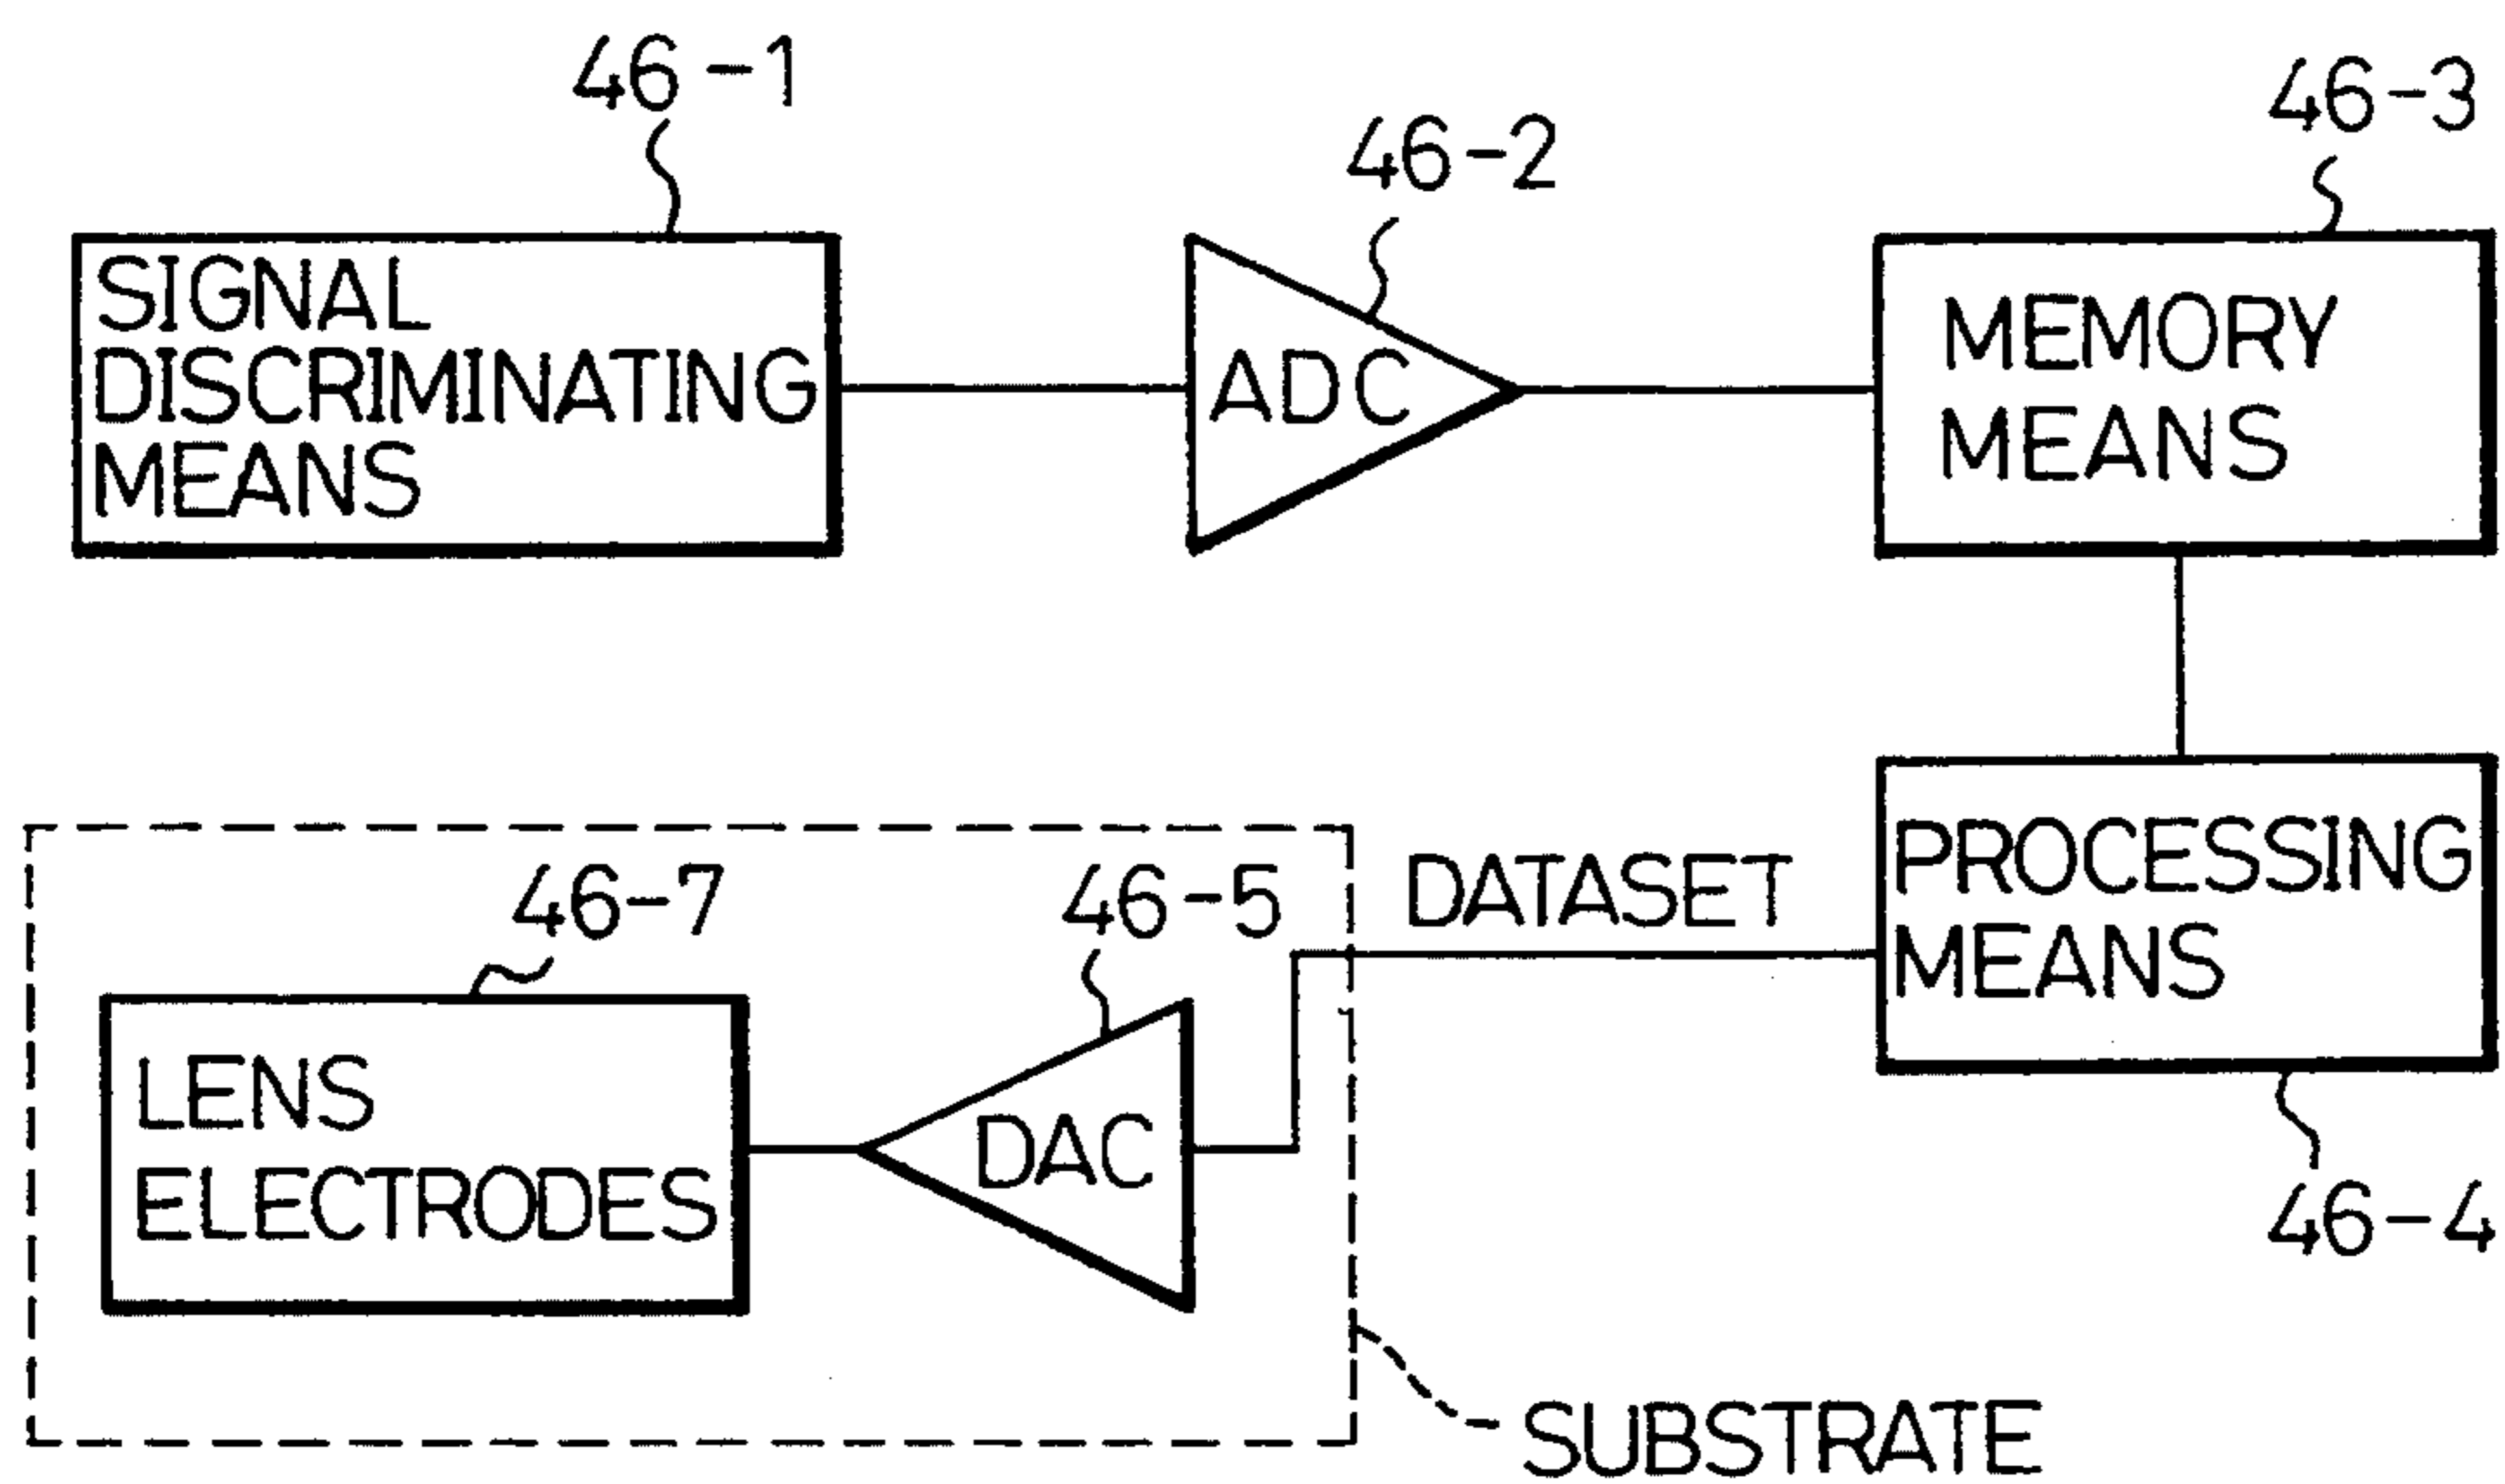 46-1
46-2
46-3
SIGNAL
DISCRIMINATING
MEANS
ADC
MEMORY
MEANS
46-7
46-5
DATASET
PROCESSING
MEANS
LENS
ELECTRODES
DAC
46-4
SUBSTRATE